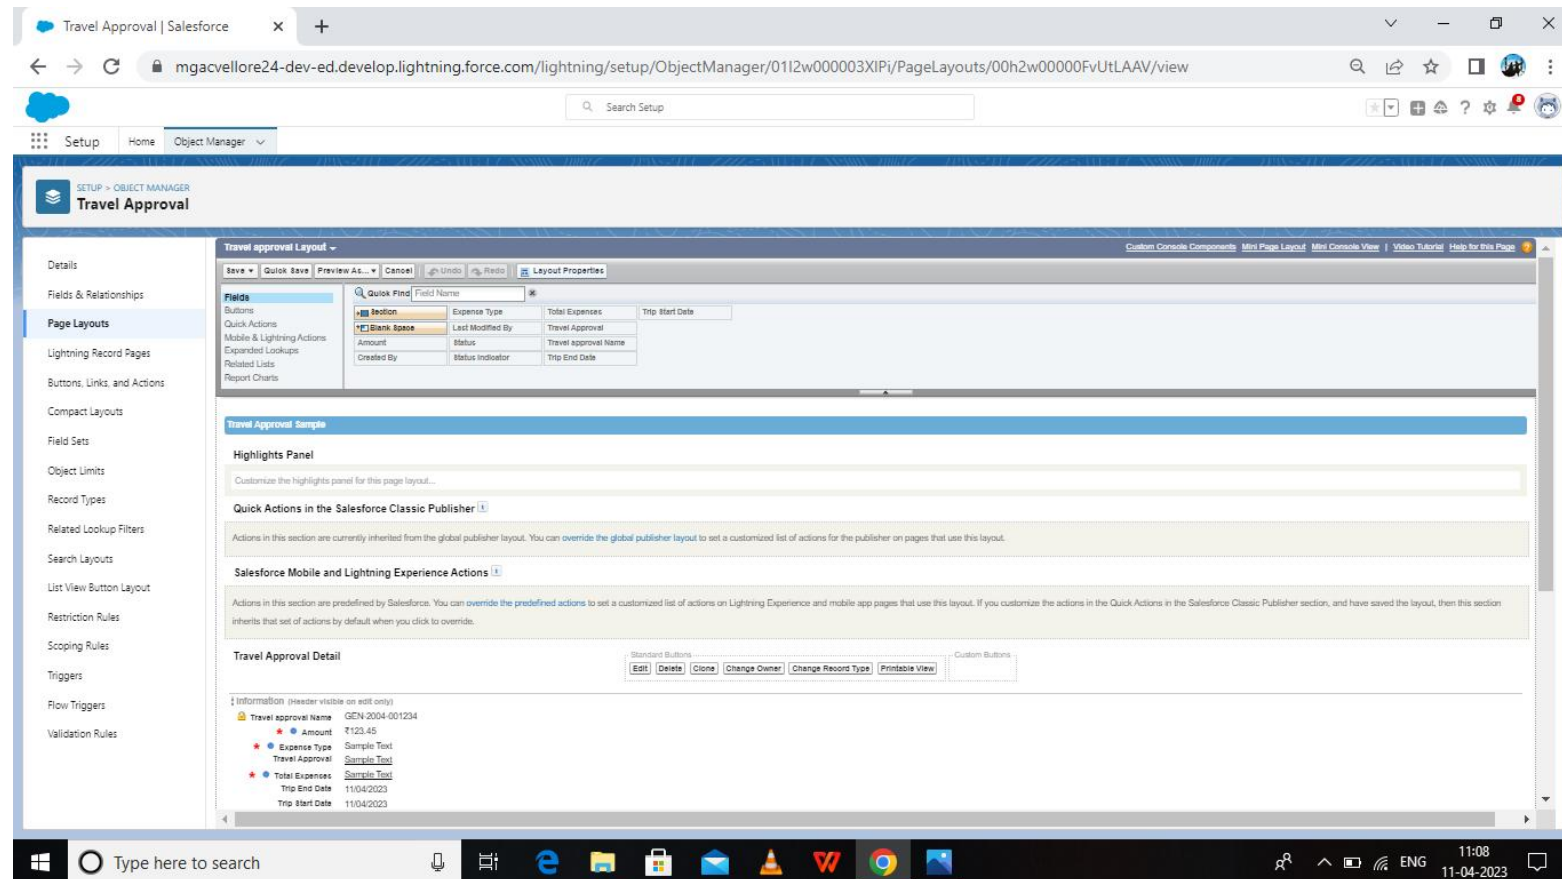 Travel Approval | Salesforce
mgacvellore24-dev-ed.develop.lightning.force.com/lightning/setup/ObjectManager/01I2w000003XIPi/PageLayouts/00h2w00000FvUtLAAV/view
Search Setup
Setup Home Object Manager
SETUP > OBJECT MANAGER
Travel Approval
Details
Fields & Relationships
Page Layouts
Lightning Record Pages
Buttons, Links, and Actions
Compact Layouts
Field Sets
Object Limits
Record Types
Related Lookup Filters
Search Layouts
List View Button Layout
Restriction Rules
Scoping Rules
Triggers
Flow Triggers
Validation Rules
Travel approval Layout
Custom Console Components Mini Page Layout Mini Console View | Video Tutorial Help for this Page
Save Quick Save Preview As... Cancel Undo Redo Layout Properties
Fields
Buttons
Quick Actions
Mobile & Lightning Actions
Expanded Lookups
Related Lists
Report Charts
Quick Find Field Name
Section Expense Type Total Expenses Trip Start Date
Blank Space Last Modified By Travel Approval
Amount Status Travel approval Name
Created By Status Indicator Trip End Date
Travel Approval Sample
Highlights Panel
Customize the highlights panel for this page layout...
Quick Actions in the Salesforce Classic Publisher
Actions in this section are currently inherited from the global publisher layout. You can override the global publisher layout to set a customized list of actions for the publisher on pages that use this layout.
Salesforce Mobile and Lightning Experience Actions
Actions in this section are predefined by Salesforce. You can override the predefined actions to set a customized list of actions on Lightning Experience and mobile app pages that use this layout. If you customize the actions in the Quick Actions in the Salesforce Classic Publisher section, and have saved the layout, then this section
inherits that set of actions by default when you click to override.
Travel Approval Detail
Standard Buttons
Edit Delete Clone Change Owner Change Record Type Printable View
Custom Buttons
Information (Header visible on edit only)
Travel approval Name GEN-2004-001234
* Amount ₹123.45
* Expense Type Sample Text
Travel Approval Sample Text
* Total Expenses Sample Text
Trip End Date 11/04/2023
Trip Start Date 11/04/2023
Type here to search
ENG
11:08
11-04-2023